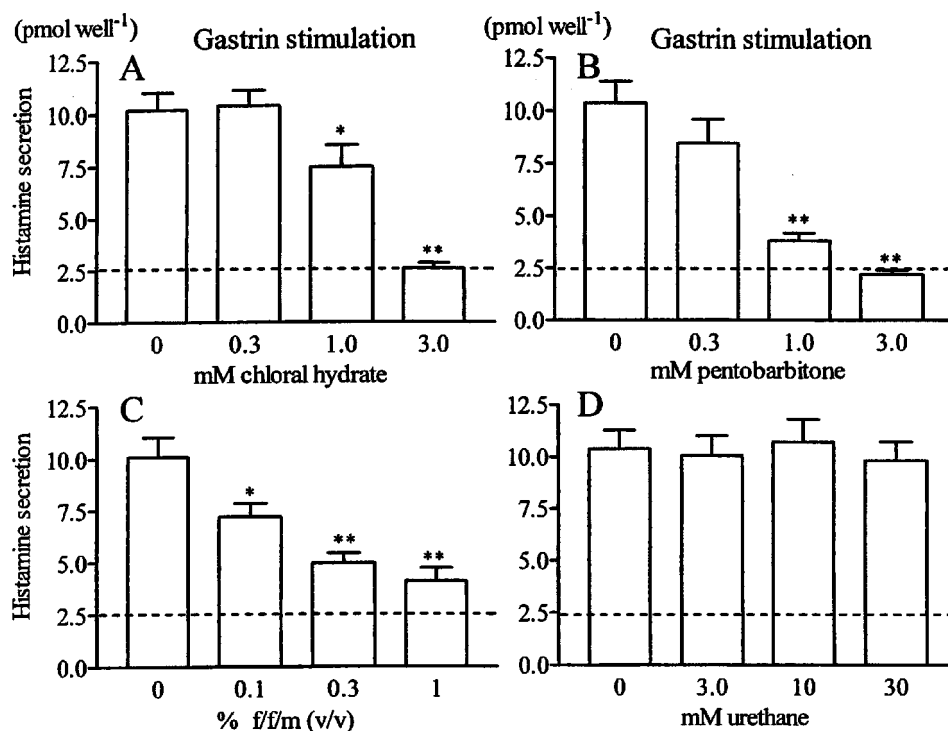 (pmol well-1) Gastrin stimulation
(pmol well-1) Gastrin stimulation
A
12.5
10.0
7.5
5.0
2.5
0.0
Histamine secretion
*
**
0 0.3 1.0 3.0
mM chloral hydrate
B
12.5
10.0
7.5
5.0
2.5
0.0
**
**
0 0.3 1.0 3.0
mM pentobarbitone
C
12.5
10.0
7.5
5.0
2.5
0.0
Histamine secretion
*
**
**
0 0.1 0.3 1
% f/f/m (v/v)
D
12.5
10.0
7.5
5.0
2.5
0.0
0 3.0 10 30
mM urethane